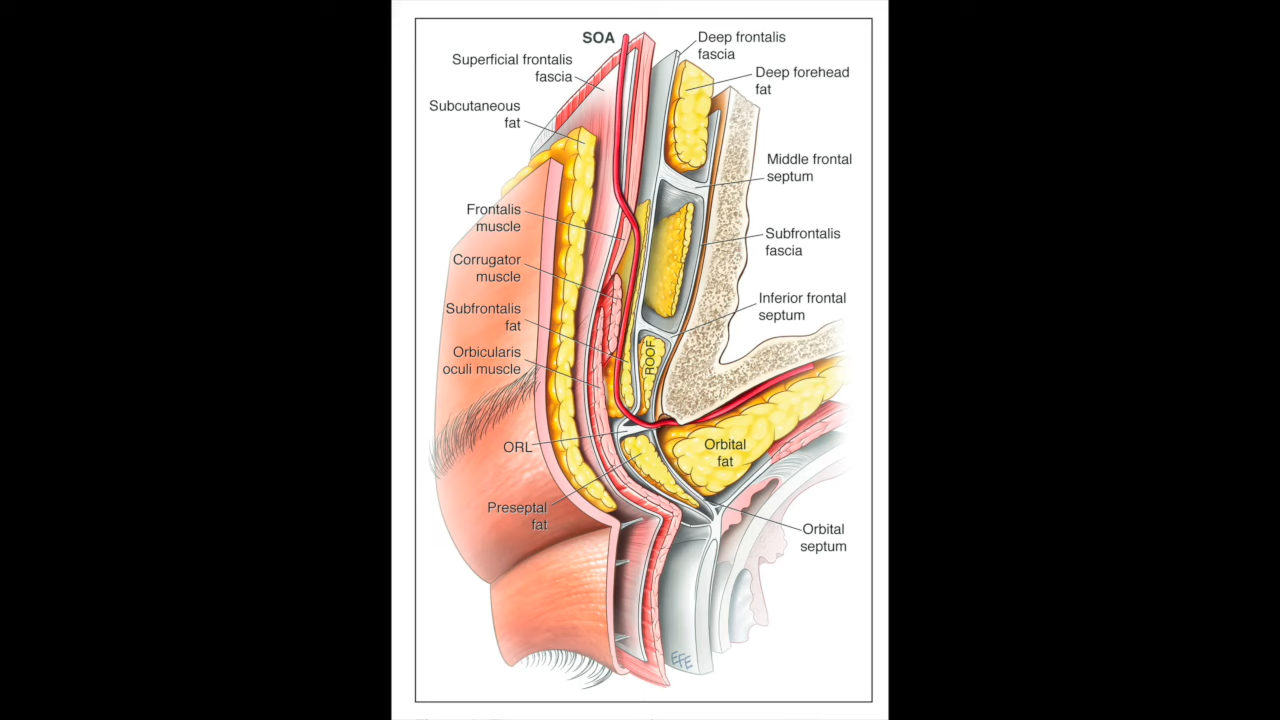 SOA
Superficial frontalis
fascia
Subcutaneous
fat
Frontalis
muscle
Corrugator
muscle
Subfrontalis
fat
Orbicularis
oculi muscle
ORL
Preseptal
fat
Deep frontalis
fascia
Deep forehead
fat
Middle frontal
septum
Subfrontalis
fascia
Inferior frontal
septum
ROOF
Orbital
fat
Orbital
septum
EFE